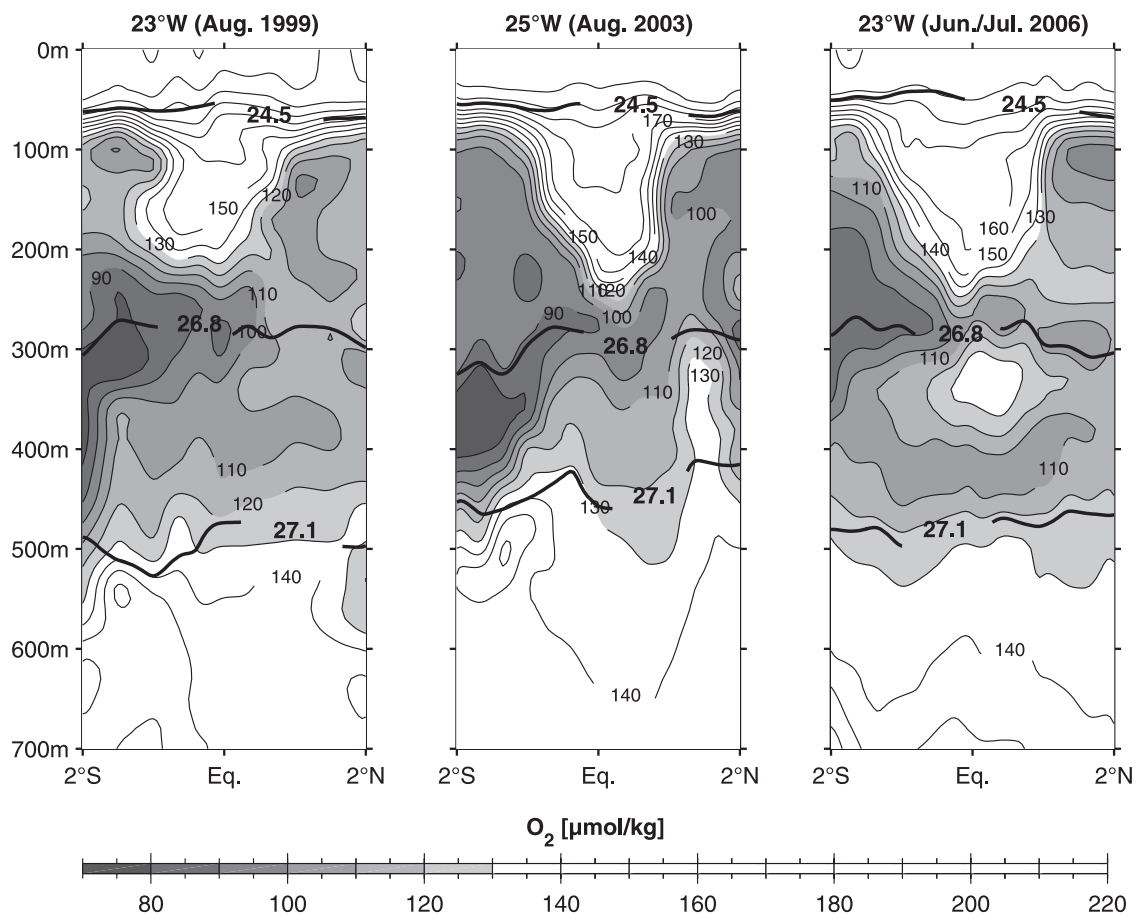 23°W (Aug. 1999)
25°W (Aug. 2003)
23°W (Jun./Jul. 2006)
0m
100m
200m
300m
400m
500m
600m
700m
24.5
120
150
130
90
110
26.8
100
110
120
27.1
140
24.5
170
130
100
150
140
110
120
100
90
26.8
120
130
110
27.1
130
140
24.5
110
130
160
140
150
26.8
110
110
27.1
140
2°S
Eq.
2°N
2°S
Eq.
2°N
2°S
Eq.
2°N
O2 [µmol/kg]
80
100
120
140
160
180
200
220